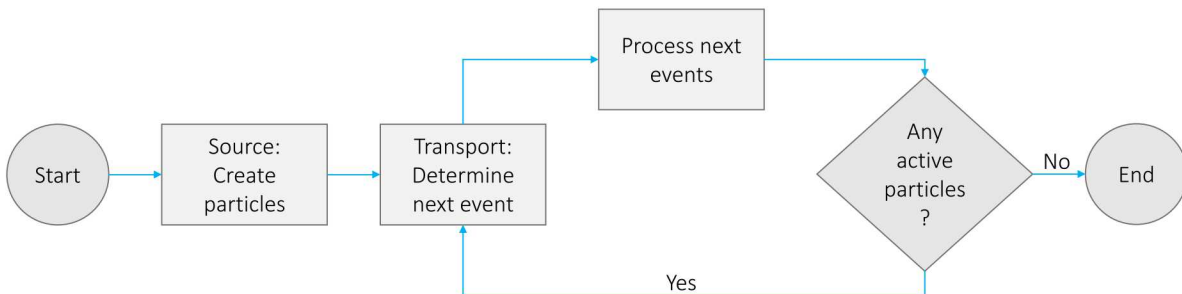 Start
Source:
Create
particles
Transport:
Determine
next event
Process next
events
Any
active
particles
?
No
End
Yes